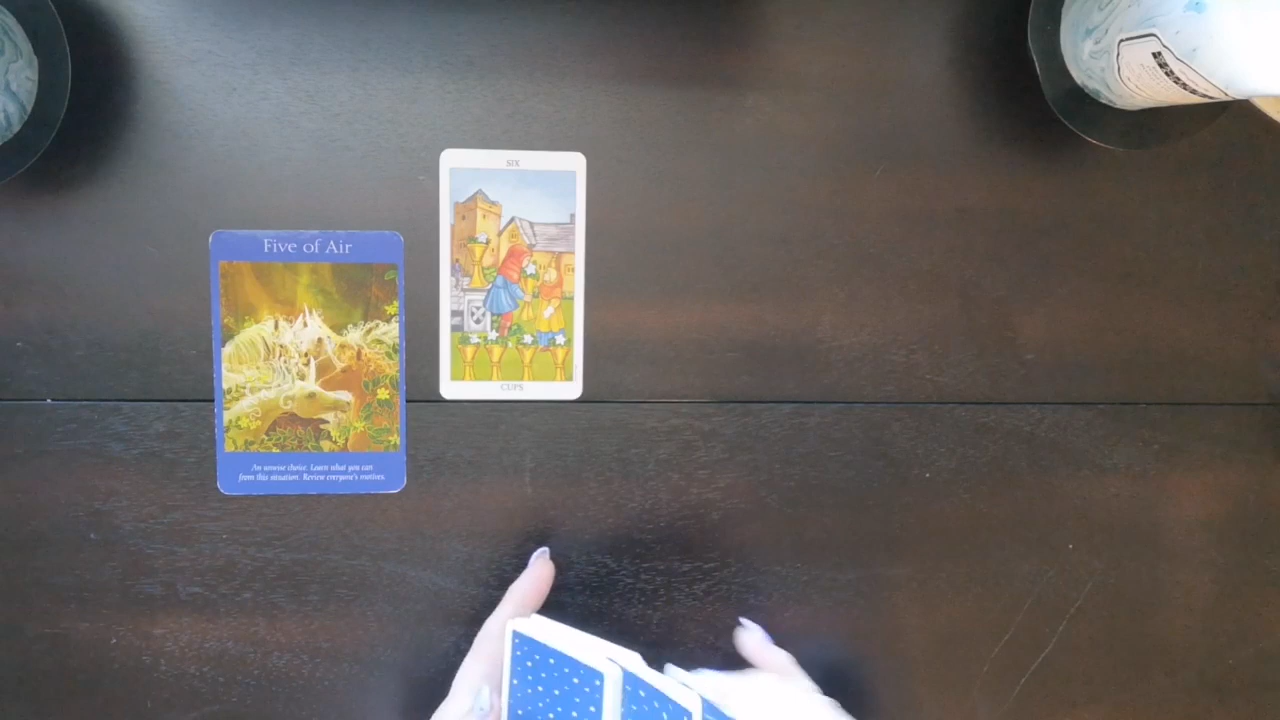 Five of Air
An unwise choice. Learn what you can
from this situation. Review everyone's motives.
SIX
CUPS